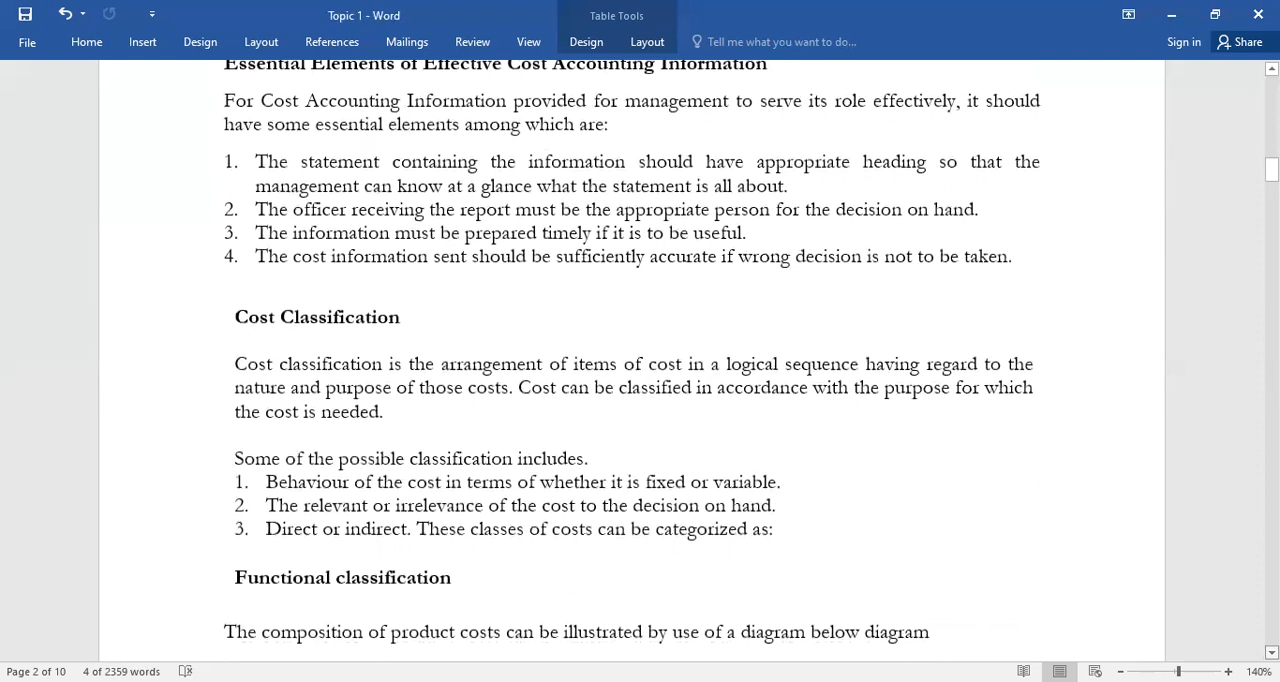 Topic 1 - Word
Table Tools
File Home Insert Design Layout References Mailings Review View Design Layout Tell me what you want to do... Sign in Share
Essential Elements of Effective Cost Accounting Information
For Cost Accounting Information provided for management to serve its role effectively, it should
have some essential elements among which are:
1. The statement containing the information should have appropriate heading so that the
management can know at a glance what the statement is all about.
2. The officer receiving the report must be the appropriate person for the decision on hand.
3. The information must be prepared timely if it is to be useful.
4. The cost information sent should be sufficiently accurate if wrong decision is not to be taken.
Cost Classification
Cost classification is the arrangement of items of cost in a logical sequence having regard to the
nature and purpose of those costs. Cost can be classified in accordance with the purpose for which
the cost is needed.
Some of the possible classification includes.
1. Behaviour of the cost in terms of whether it is fixed or variable.
2. The relevant or irrelevance of the cost to the decision on hand.
3. Direct or indirect. These classes of costs can be categorized as:
Functional classification
The composition of product costs can be illustrated by use of a diagram below diagram
Page 2 of 10 4 of 2359 words 140%